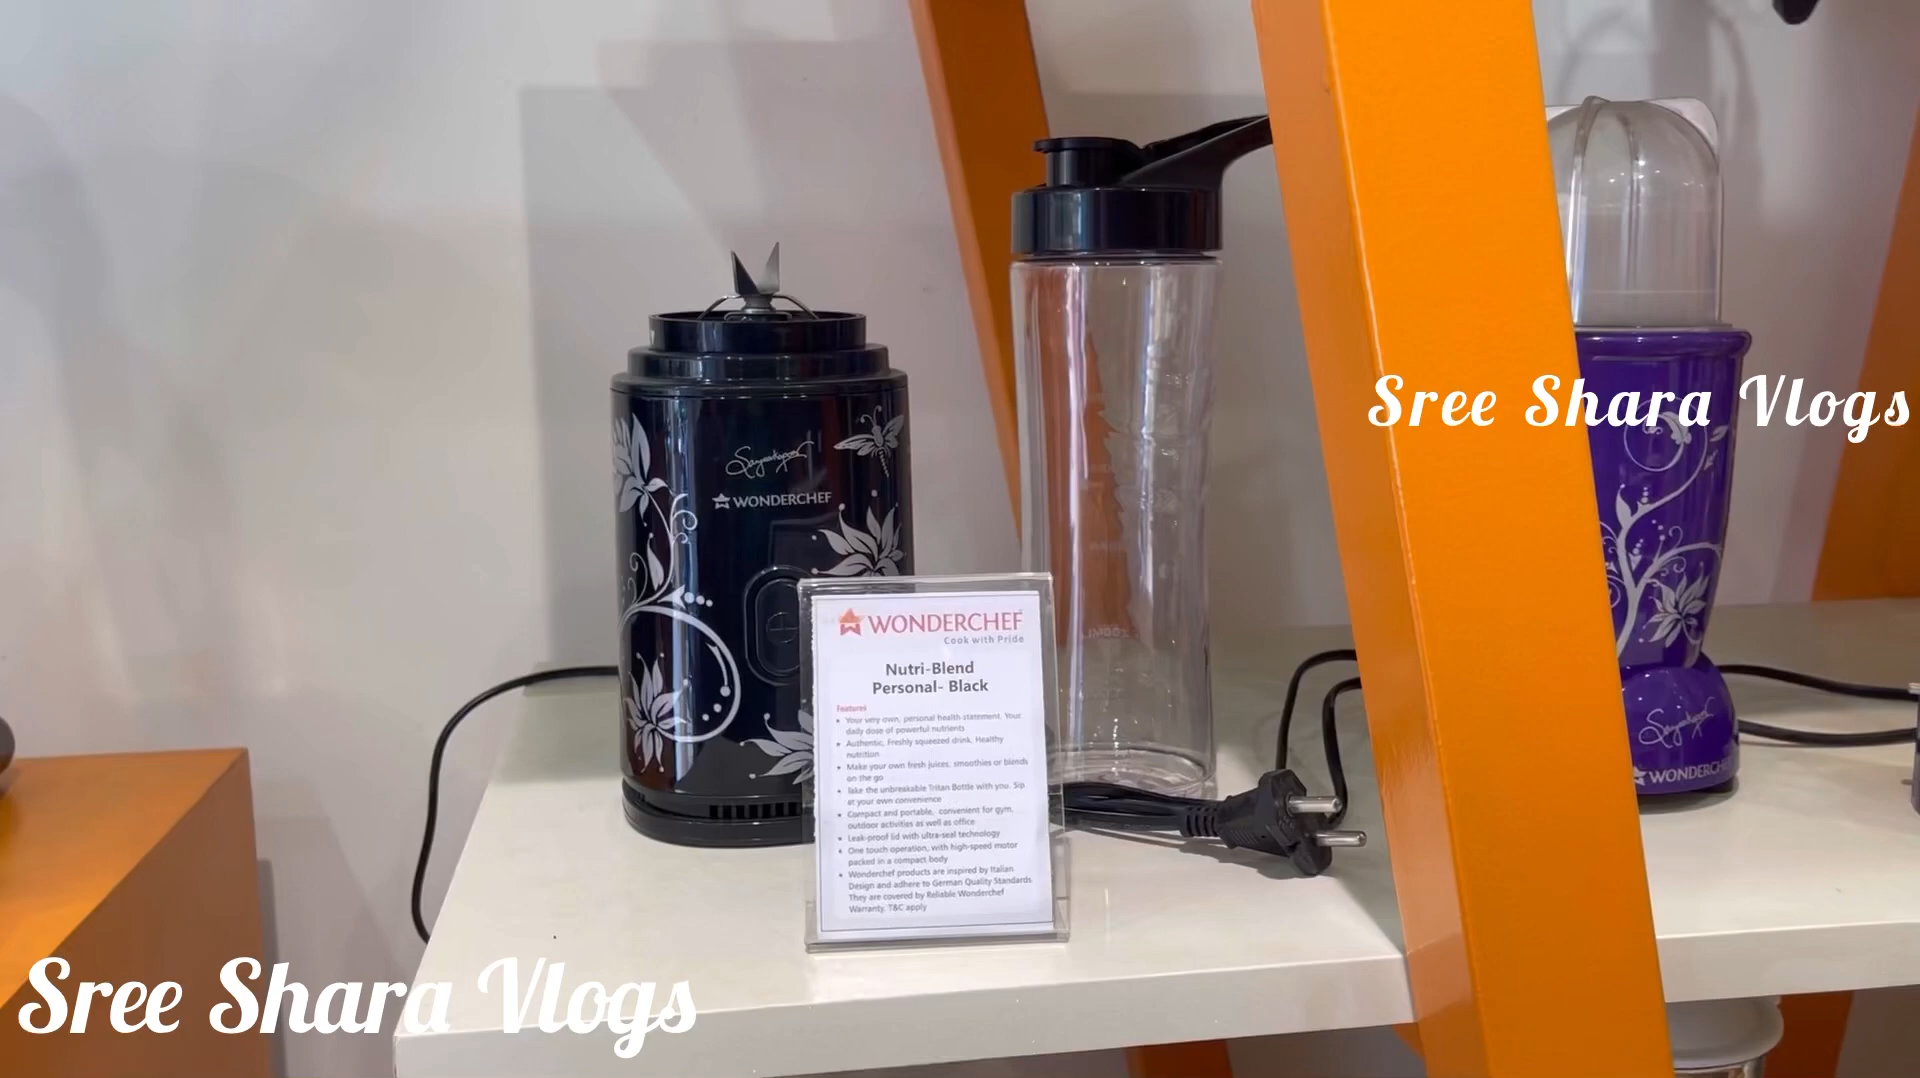 Sanjeev Kapoor
WONDERCHEF
Sree Shara Vlogs
WONDERCHEF
Cook with Pride
Nutri-Blend
Personal- Black
Features
Your very own, personal health statement. Your
daily dose of powerful nutrients
Authentic, Freshly squeezed drink, Healthy
nutrition
Make your own fresh juices, smoothies or blends
on the go
Take the unbreakable Tritan Bottle with you. Sip
at your own convenience
Compact and portable, convenient for gym,
outdoor activities as well as office
Leak-proof lid with ultra-seal technology
One touch operation, with high-speed motor
packed in a compact body
Wonderchef products are inspired by Italian
Design and adhere to German Quality Standards.
They are covered by Reliable Wonderchef
Warranty. T&C apply
WONDERCHEF
Sree Shara Vlogs